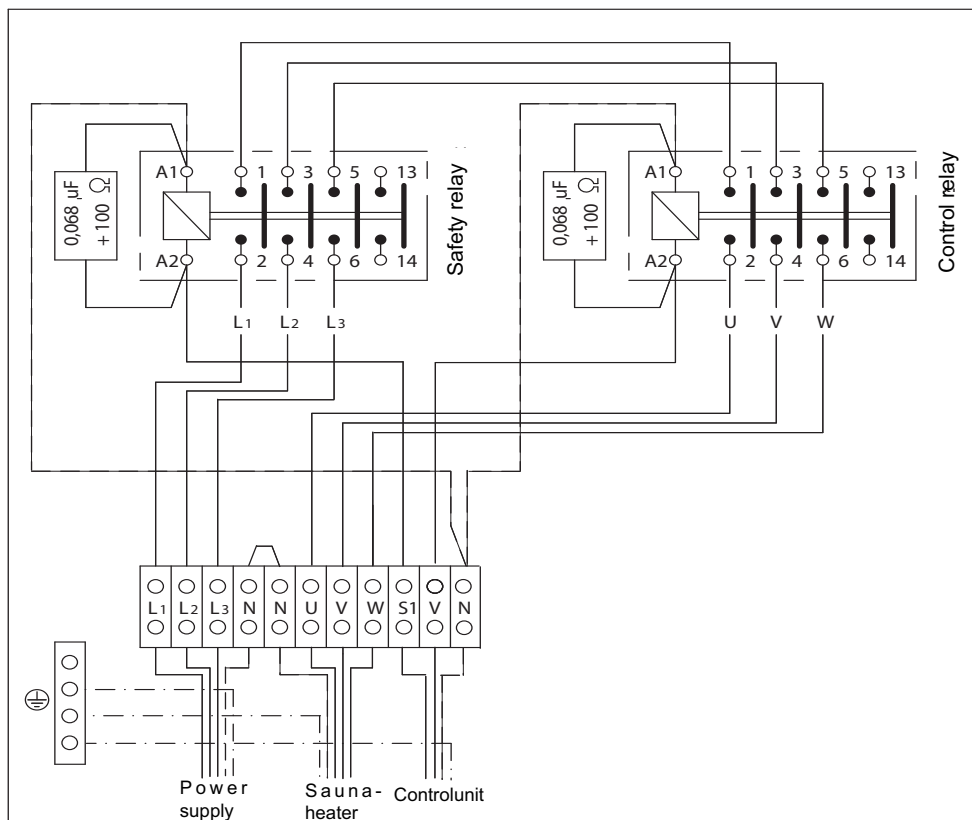 A1
1
3
5
13
0,068 µF
+ 100 Ω
A2
2
4
6
14
Safety relay
L1
L2
L3
A1
1
3
5
13
0,068 µF
+ 100 Ω
A2
2
4
6
14
Control relay
U
V
W
L1
L2
L3
N
N
U
V
W
S1
V
N
Power
supply
Sauna-
heater
Controlunit